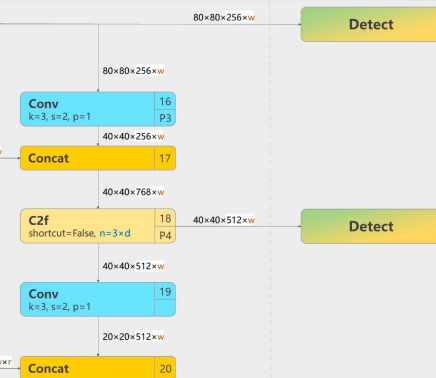 80×80×256×w
Detect
80×80×256×w
Conv
k=3, s=2, p=1
16
P3
40×40×256×w
Concat
17
40×40×768×w
C2f
shortcut=False, n=3×d
18
P4
40×40×512×w
Detect
40×40×512×w
Conv
k=3, s=2, p=1
19
20×20×512×w
×r
Concat
20